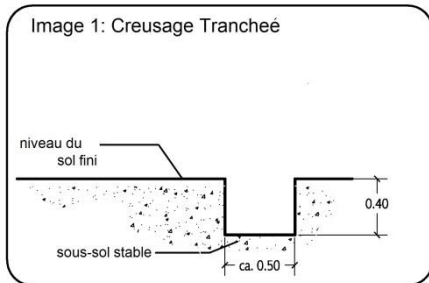 Image 1: Creusage Trancheé
niveau du
sol fini
0.40
sous-sol stable
ca. 0.50